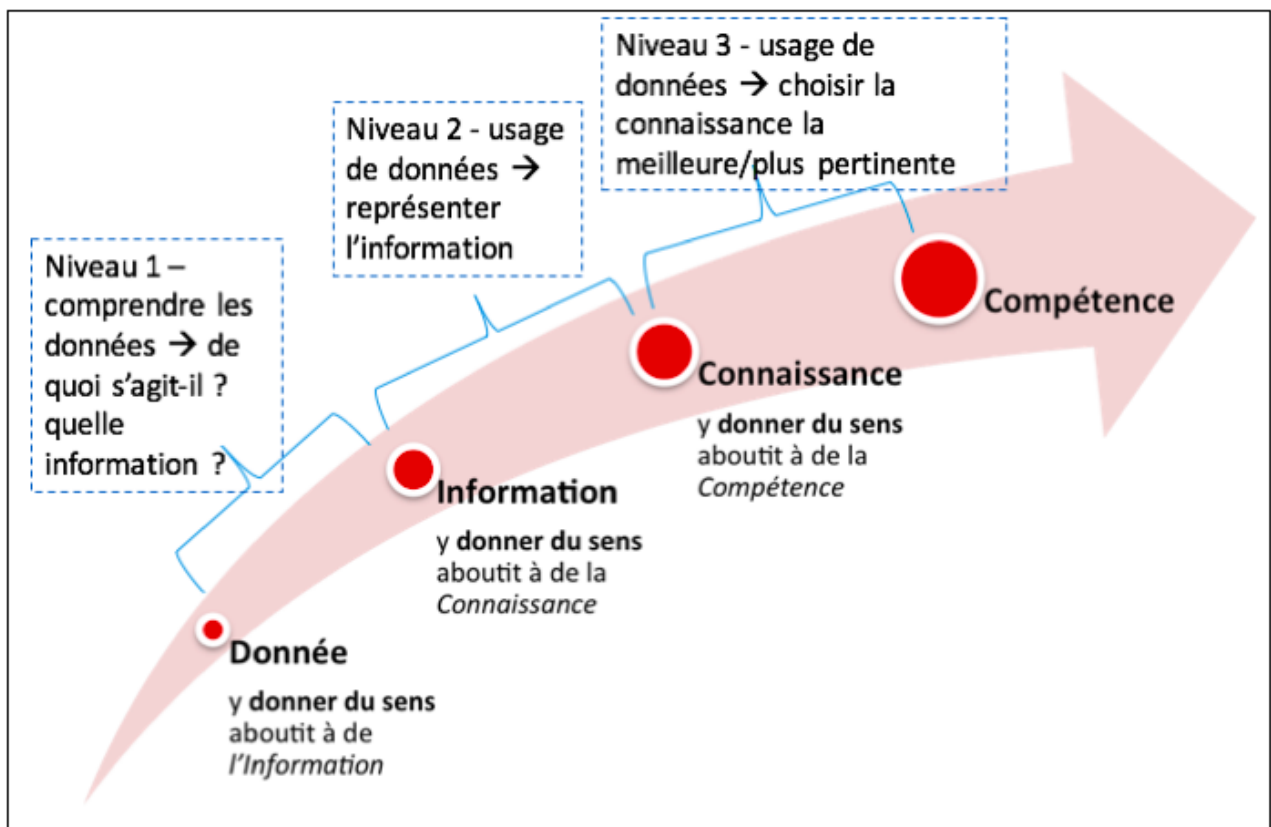 Niveau 1 –
comprendre les
données → de
quoi s'agit-il ?
quelle
information ?
Niveau 2 - usage
de données →
représenter
l'information
Niveau 3 - usage de
données → choisir la
connaissance la
meilleure/plus pertinente
Donnée
y donner du sens
aboutit à de
l'Information
Information
y donner du sens
aboutit à de la
Connaissance
Connaissance
y donner du sens
aboutit à de la
Compétence
Compétence